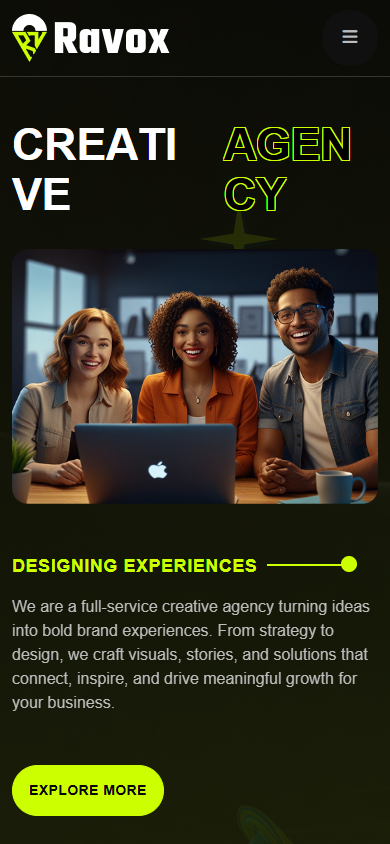 Ravox
CREATI AGEN
VE CY
DESIGNING EXPERIENCES
We are a full-service creative agency turning ideas
into bold brand experiences. From strategy to
design, we craft visuals, stories, and solutions that
connect, inspire, and drive meaningful growth for
your business.
EXPLORE MORE